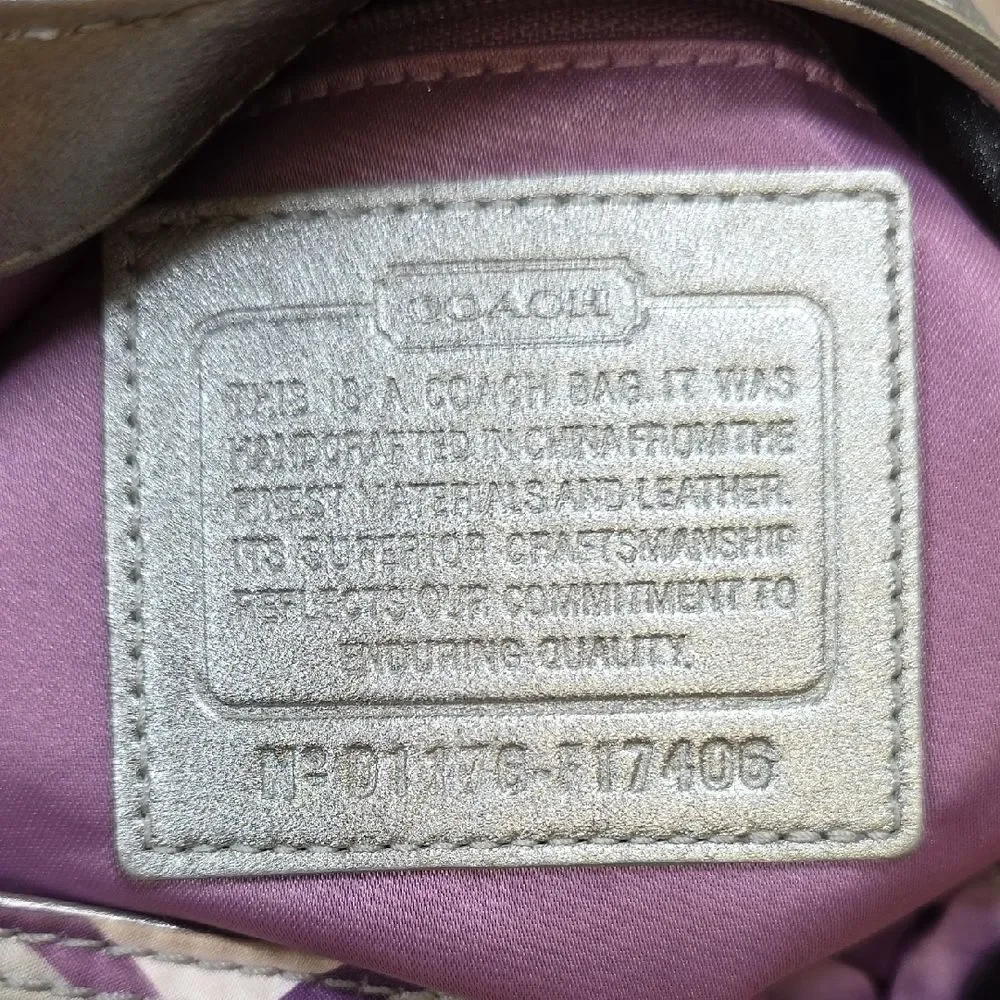 COACH
THIS IS A COACH BAG. IT WAS
HANDCRAFTED IN CHINA FROM THE
FINEST MATERIALS AND LEATHER.
ITS SUPERIOR CRAFTSMANSHIP
REFLECTS OUR COMMITMENT TO
ENDURING QUALITY.
Nº 0117G-F17406